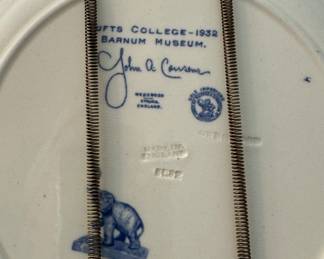 UFTS COLLEGE-1932
BARNUM MUSEUM.
John A. Cousens
WEDGWOOD
ETRURIA,
ENGLAND.
MADE IN
ENGLAND